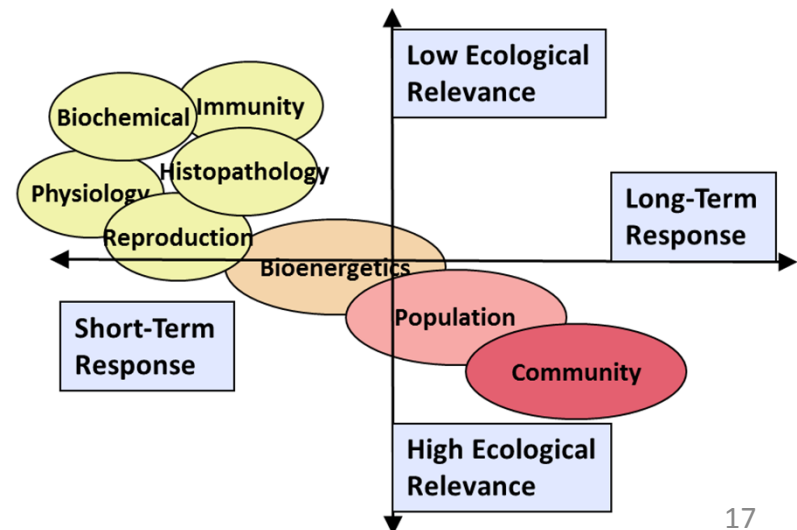 Low Ecological
Relevance
Immunity
Biochemical
Histopathology
Physiology
Long-Term
Response
Reproduction
Bioenergetics
Population
Short-Term
Response
Community
High Ecological
Relevance
17